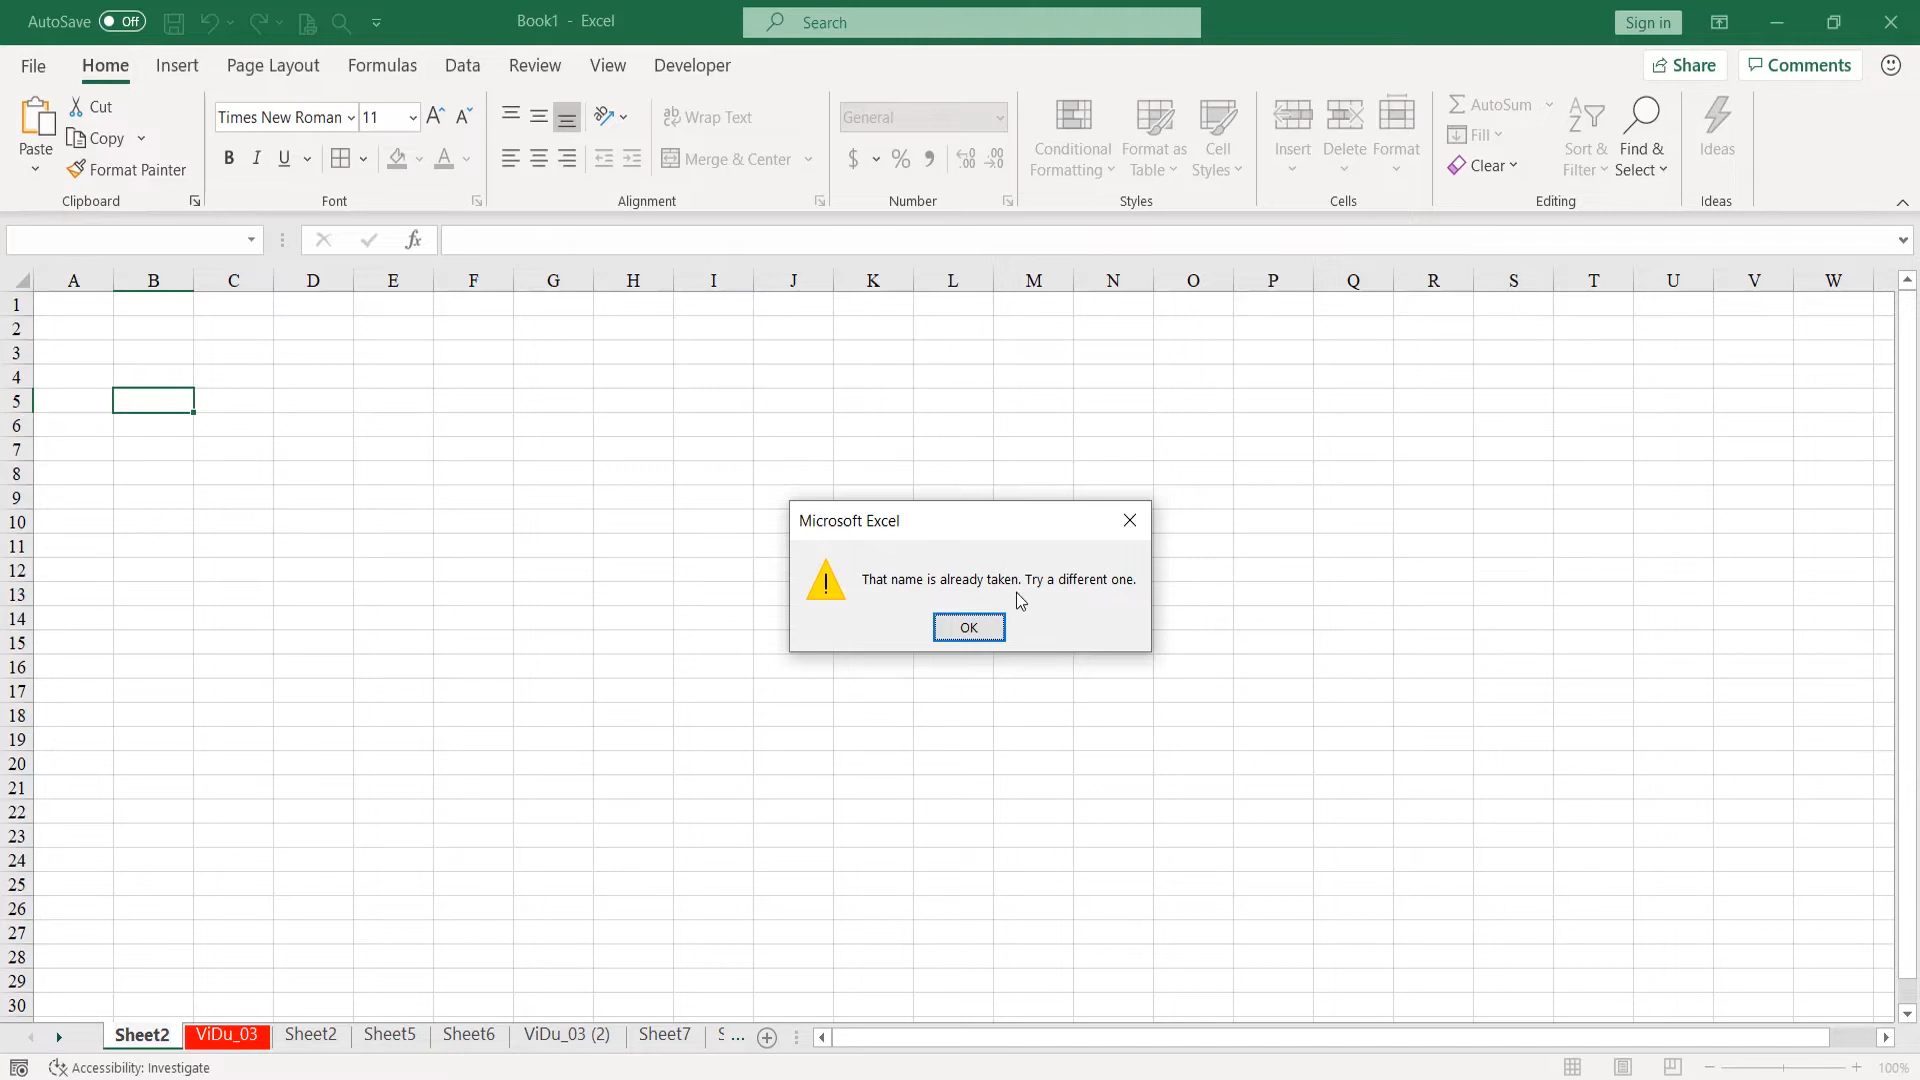 AutoSave Off Book1 - Excel Search Sign in
File Home Insert Page Layout Formulas Data Review View Developer Share Comments
Paste
Cut
Copy
Format Painter
Clipboard
Times New Roman 11
B I U
Font
Wrap Text
Merge & Center
Alignment
General
$ % 9
Number
Conditional Formatting
Format as Table
Cell Styles
Styles
Insert Delete Format
Cells
AutoSum
Fill
Clear
Sort & Filter
Find & Select
Editing
Ideas
Ideas
fx
A B C D E F G H I J K L M N O P Q R S T U V W
1
2
3
4
5
6
7
8
9
10
11
12
13
14
15
16
17
18
19
20
21
22
23
24
25
26
27
28
29
30
Microsoft Excel
That name is already taken. Try a different one.
OK
Sheet2 ViDu_03 Sheet2 Sheet5 Sheet6 ViDu_03 (2) Sheet7 S ...
Accessibility: Investigate 100%